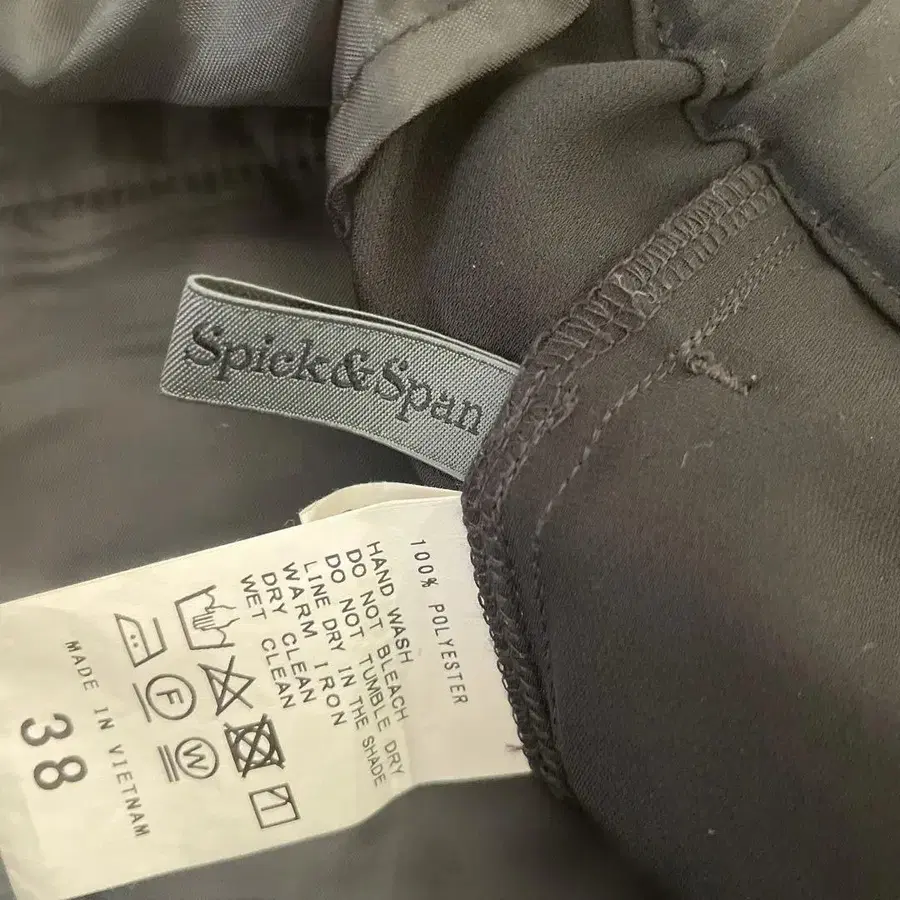 Spick&Span
100% POLYESTER
HAND WASH
DO NOT BLEACH
DO NOT TUMBLE DRY
LINE DRY IN THE SHADE
WARM IRON
DRY CLEAN
WET CLEAN
F
W
MADE IN VIETNAM
38